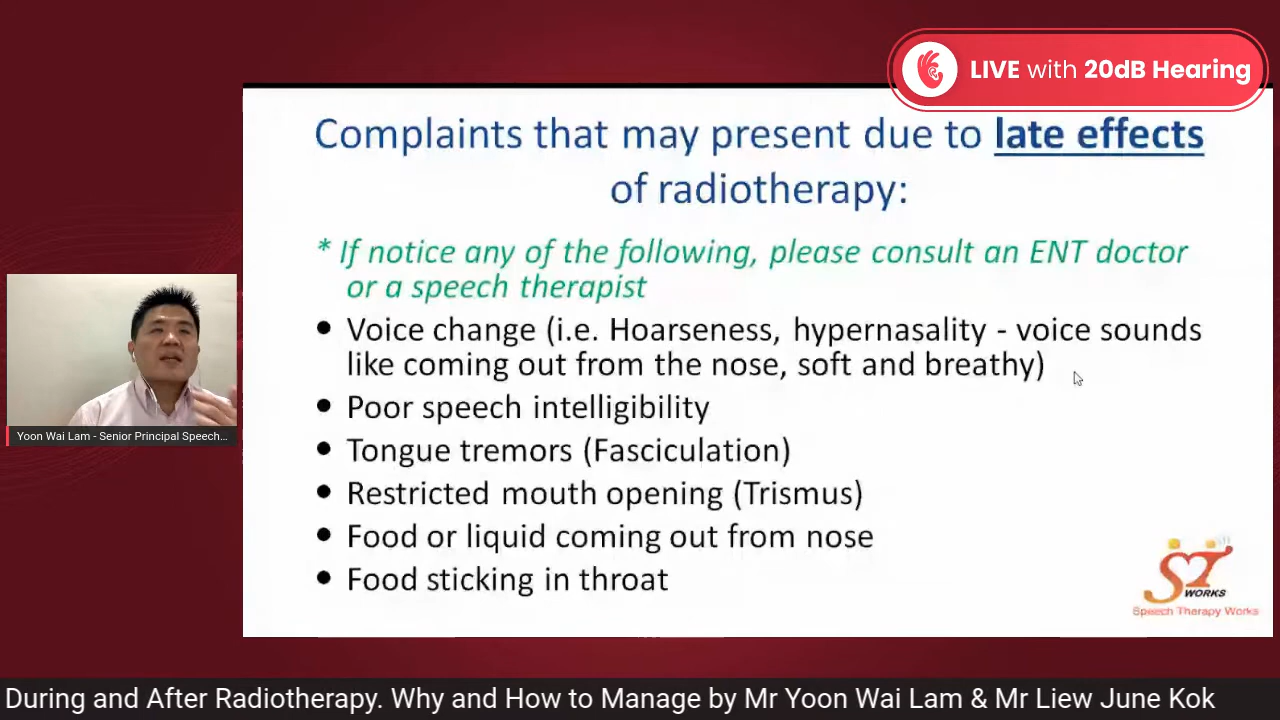 LIVE with 20dB Hearing
Complaints that may present due to late effects
of radiotherapy:
* If notice any of the following, please consult an ENT doctor
or a speech therapist
• Voice change (i.e. Hoarseness, hypernasality - voice sounds
like coming out from the nose, soft and breathy)
• Poor speech intelligibility
• Tongue tremors (Fasciculation)
• Restricted mouth opening (Trismus)
• Food or liquid coming out from nose
• Food sticking in throat
Yoon Wai Lam - Senior Principal Speech...
ST
WORKS
Speech Therapy Works
During and After Radiotherapy. Why and How to Manage by Mr Yoon Wai Lam & Mr Liew June Kok